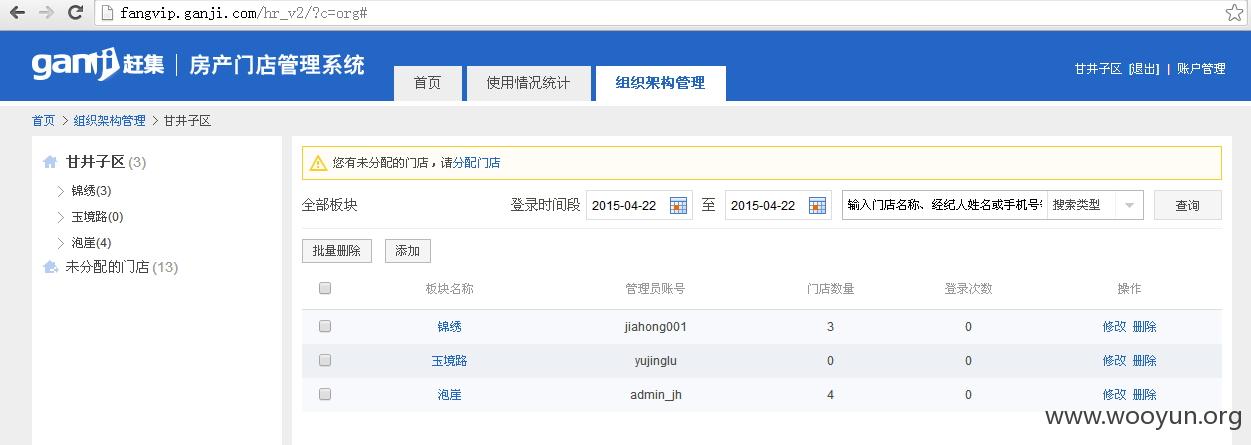 fangvip.ganji.com/hr_v2/?c=org#
ganji 赶集 房产门店管理系统
首页 使用情况统计 组织架构管理
甘井子区 [退出] | 账户管理
首页 > 组织架构管理 > 甘井子区
甘井子区 (3)
锦绣(3)
玉境路(0)
泡崖(4)
未分配的门店 (13)
您有未分配的门店，请分配门店
全部板块 登录时间段 2015-04-22 至 2015-04-22 输入门店名称、经纪人姓名或手机号 搜索类型 查询
批量删除 添加
板块名称 管理员账号 门店数量 登录次数 操作
锦绣 jiahong001 3 0 修改 删除
玉境路 yujinglu 0 0 修改 删除
泡崖 admin_jh 4 0 修改 删除
www.wooyun.org